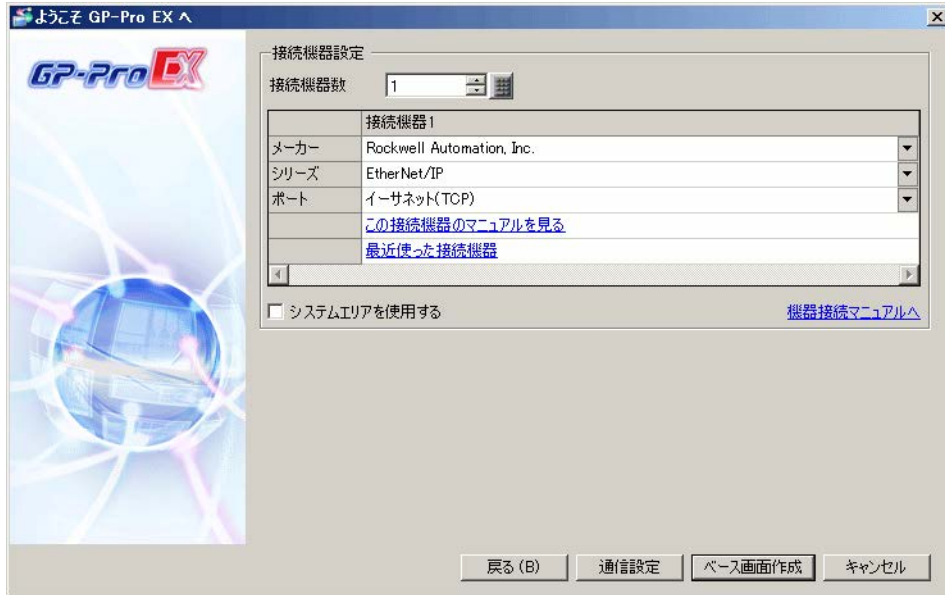 ようこそ GP-Pro EX へ
GP-Pro EX
接続機器設定
接続機器数 1
接続機器1
メーカー Rockwell Automation, Inc.
シリーズ EtherNet/IP
ポート イーサネット(TCP)
この接続機器のマニュアルを見る
最近使った接続機器
システムエリアを使用する 機器接続マニュアルへ
戻る(B) 通信設定 ベース画面作成 キャンセル